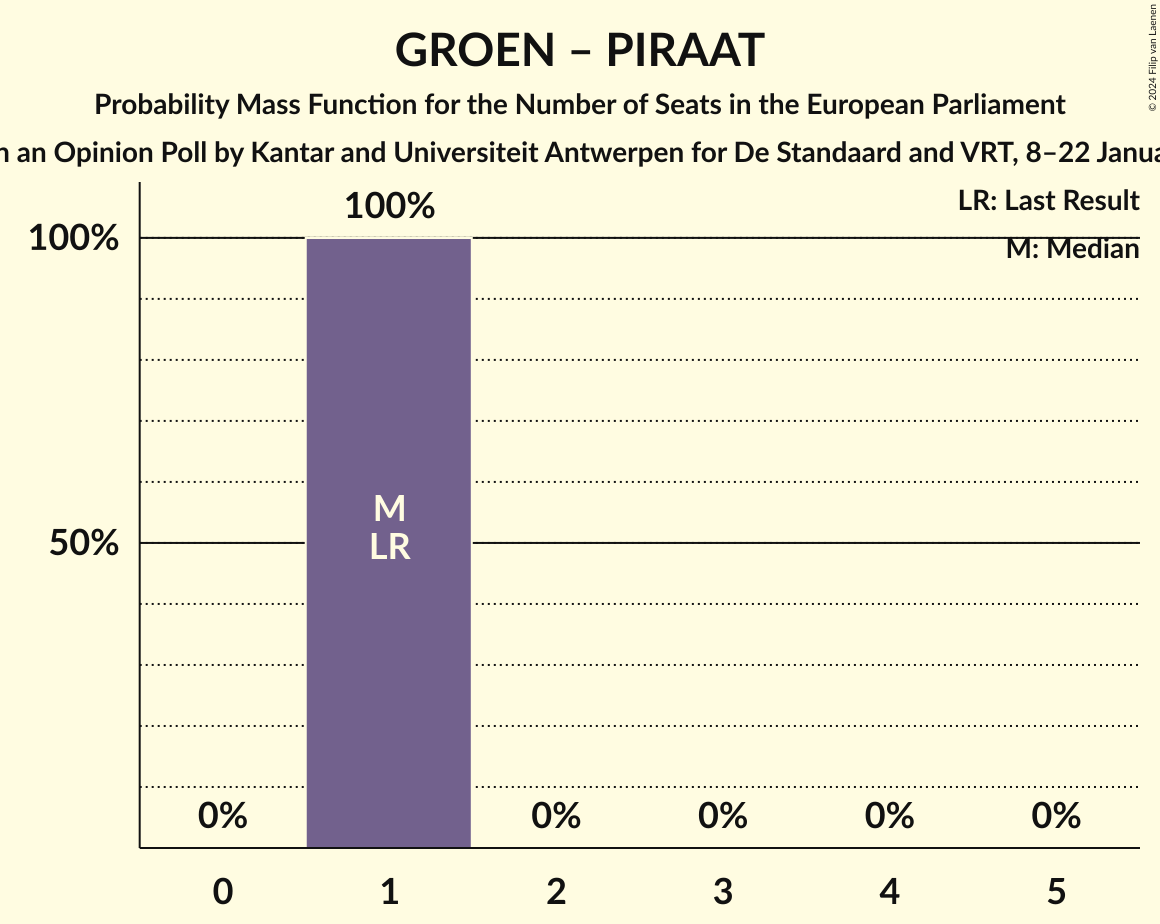 GROEN – PIRAAT
Probability Mass Function for the Number of Seats in the European Parliament
an Opinion Poll by Kantar and Universiteit Antwerpen for De Standaard and VRT, 8–22
© 2024 Filip van Laenen
LR: Last Result
M: Median
100%
100%
50%
M
LR
0% 0% 0% 0% 0%
0 1 2 3 4 5